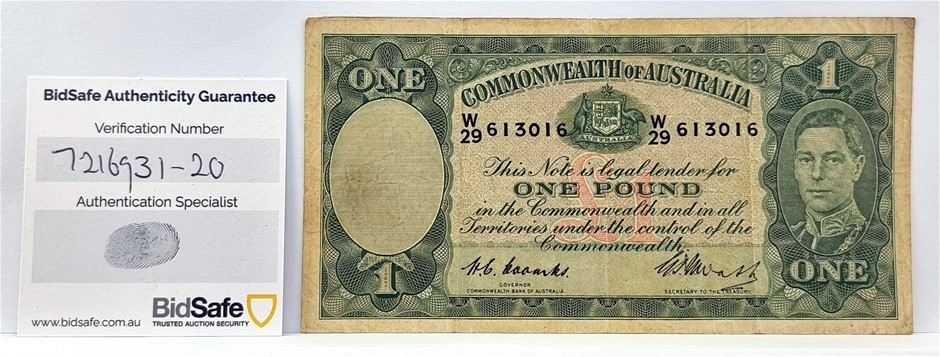 BidSafe Authenticity Guarantee
Verification Number
7216931-20
Authentication Specialist
BidSafe
TRUSTED AUCTION SECURITY
www.bidsafe.com.au
ONE
1
COMMONWEALTH OF AUSTRALIA
W
29 613016
W
29 613016
AUSTRALIA
This Note is legal tender for
ONE POUND
in the Commonwealth and in all
Territories under the control of the
Commonwealth.
£1
1
GOVERNOR
COMMONWEALTH BANK OF AUSTRALIA.
SECRETARY TO THE TREASURY.
ONE